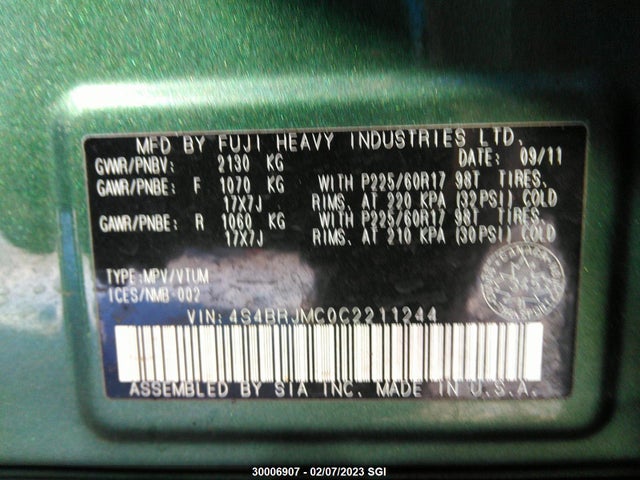 MFD BY FUJI HEAVY INDUSTRIES LTD.
GVWR/PNBV: 2130 KG DATE: 09/11
GAWR/PNBE: F 1070 KG WITH P225/60R17 98T TIRES.
17X7J RIMS, AT 220 KPA (32PSI) COLD
GAWR/PNBE: R 1060 KG WITH P225/60R17 98T TIRES.
17X7J RIMS, AT 210 KPA (30PSI) COLD
TYPE:MPV/VTUM
ICES/NMB-002
VIN: 4S4BRJMC0C2211244
ASSEMBLED BY SIA INC. MADE IN U.S.A.
30006907 - 02/07/2023 SGI